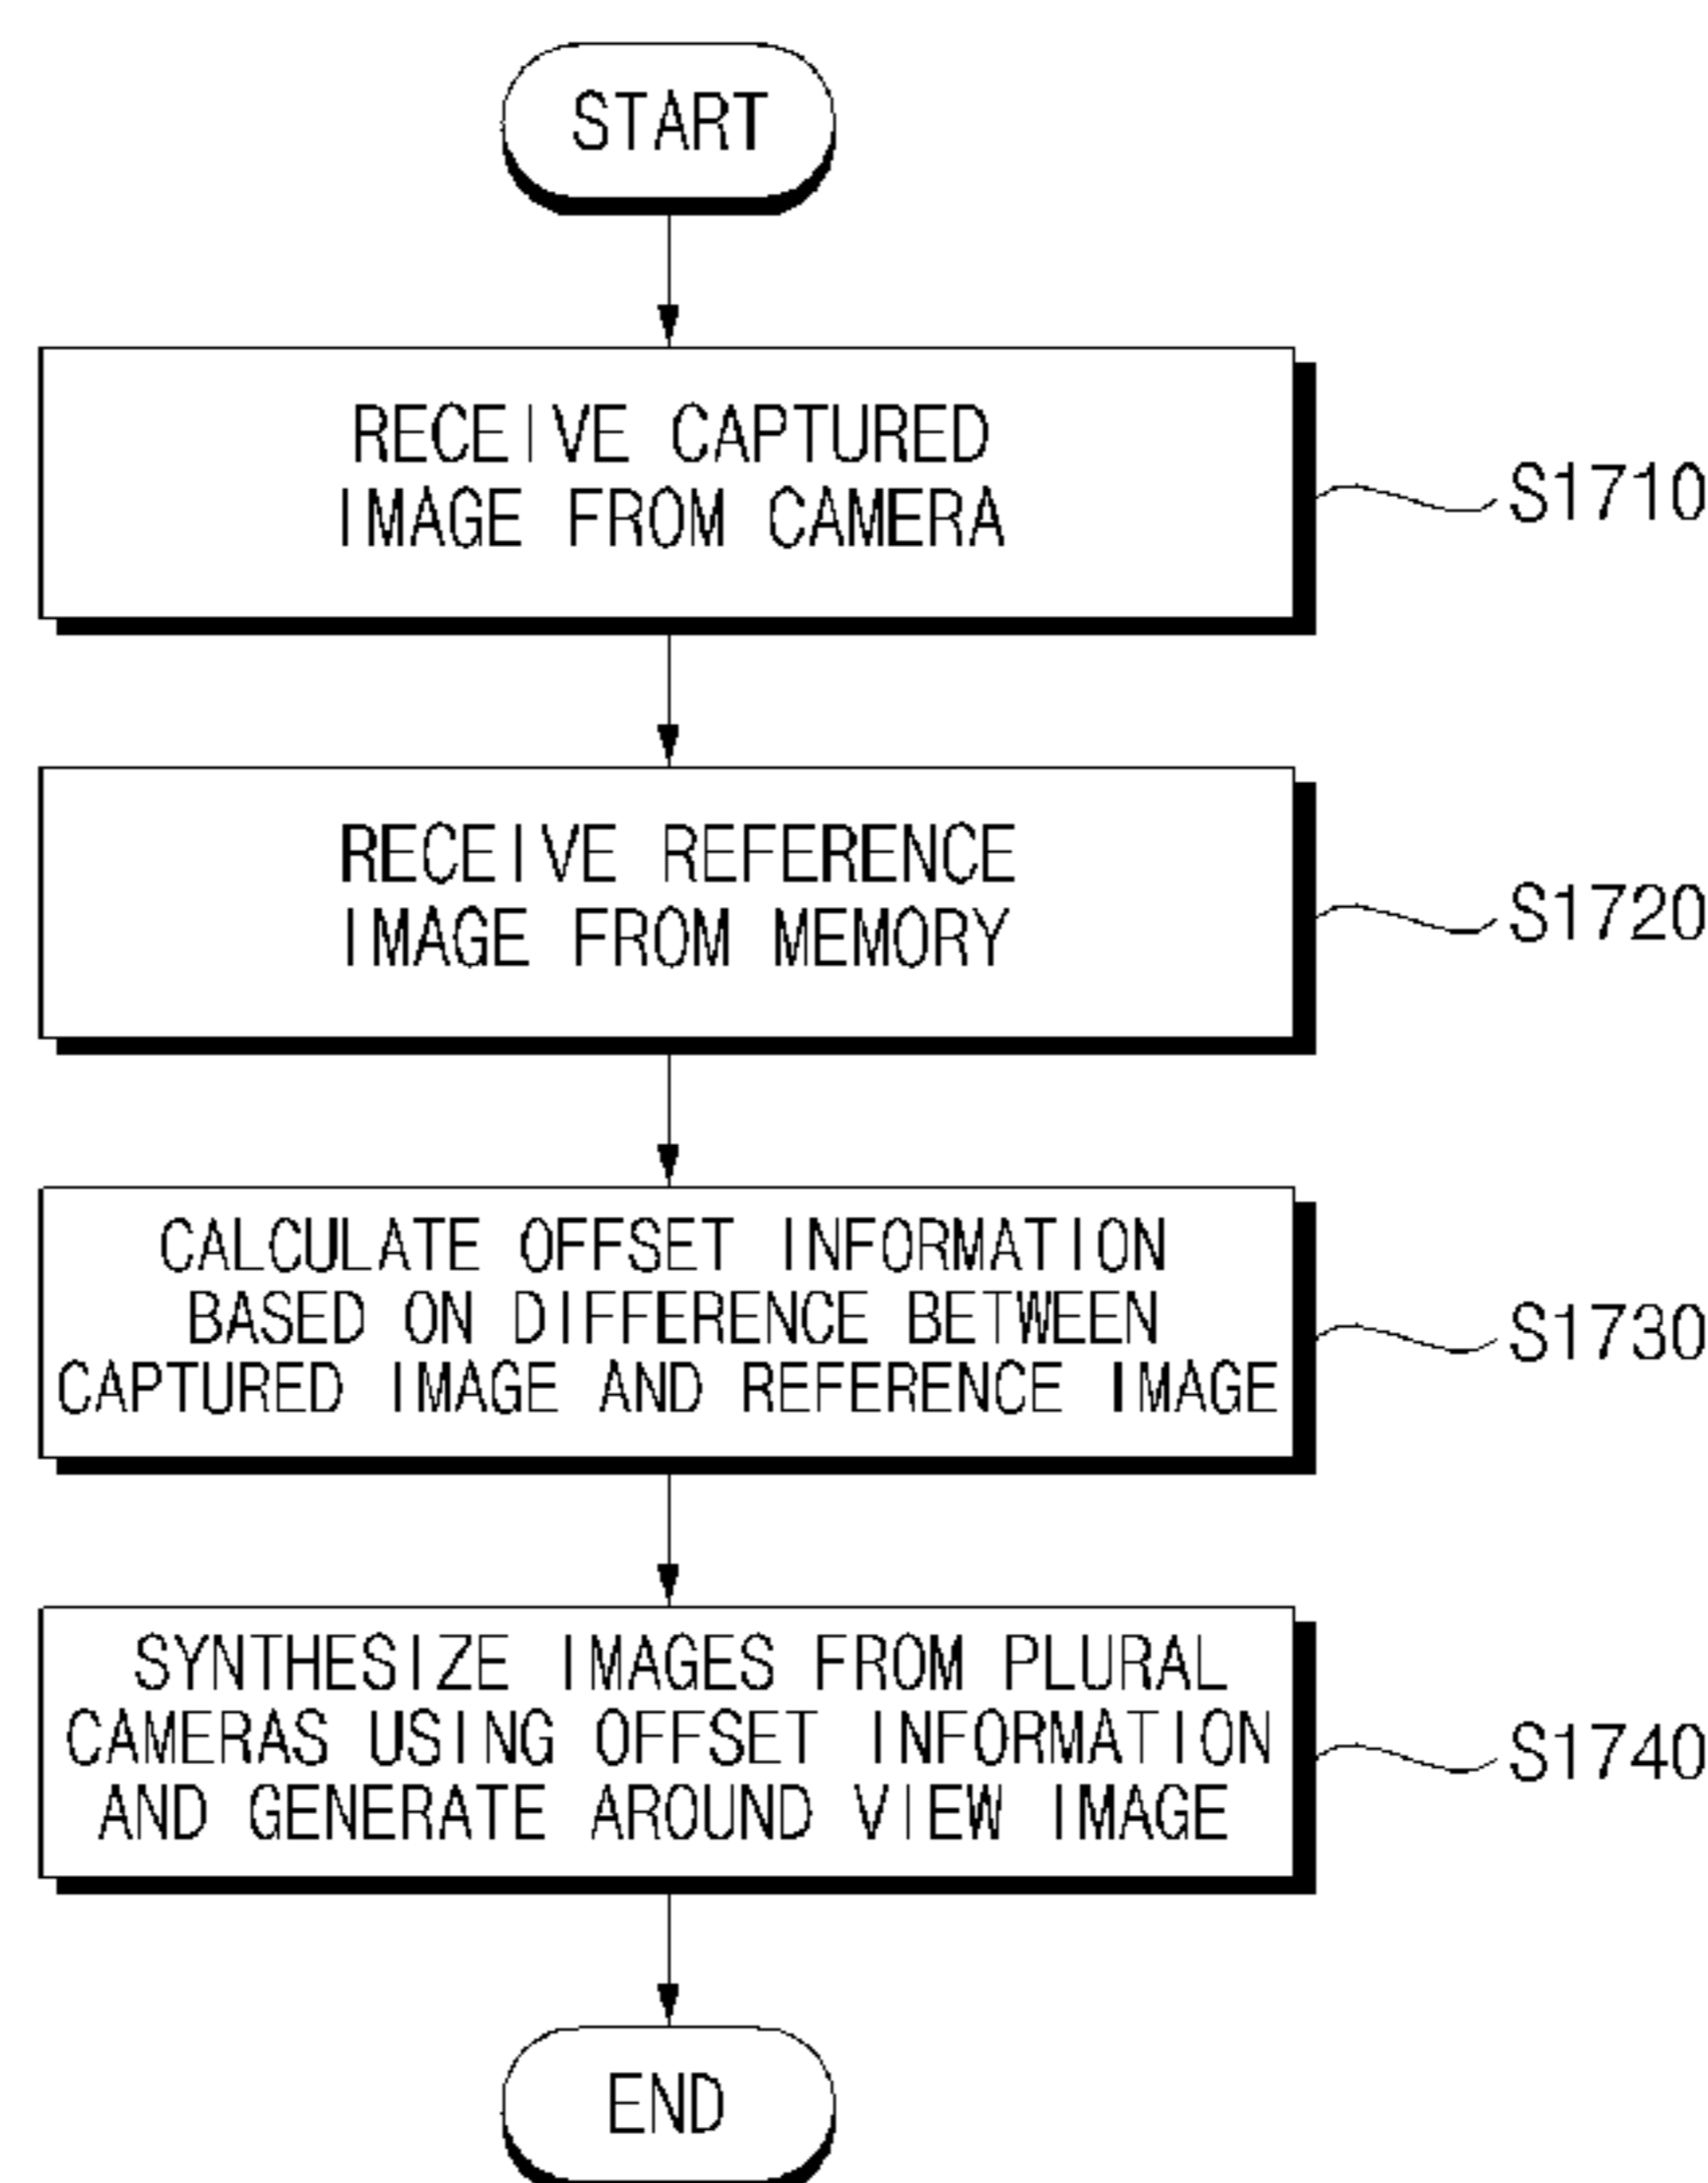 START
RECEIVE CAPTURED
IMAGE FROM CAMERA
S1710
RECEIVE REFERENCE
IMAGE FROM MEMORY
S1720
CALCULATE OFFSET INFORMATION
BASED ON DIFFERENCE BETWEEN
CAPTURED IMAGE AND REFERENCE IMAGE
S1730
SYNTHESIZE IMAGES FROM PLURAL
CAMERAS USING OFFSET INFORMATION
AND GENERATE AROUND VIEW IMAGE
S1740
END